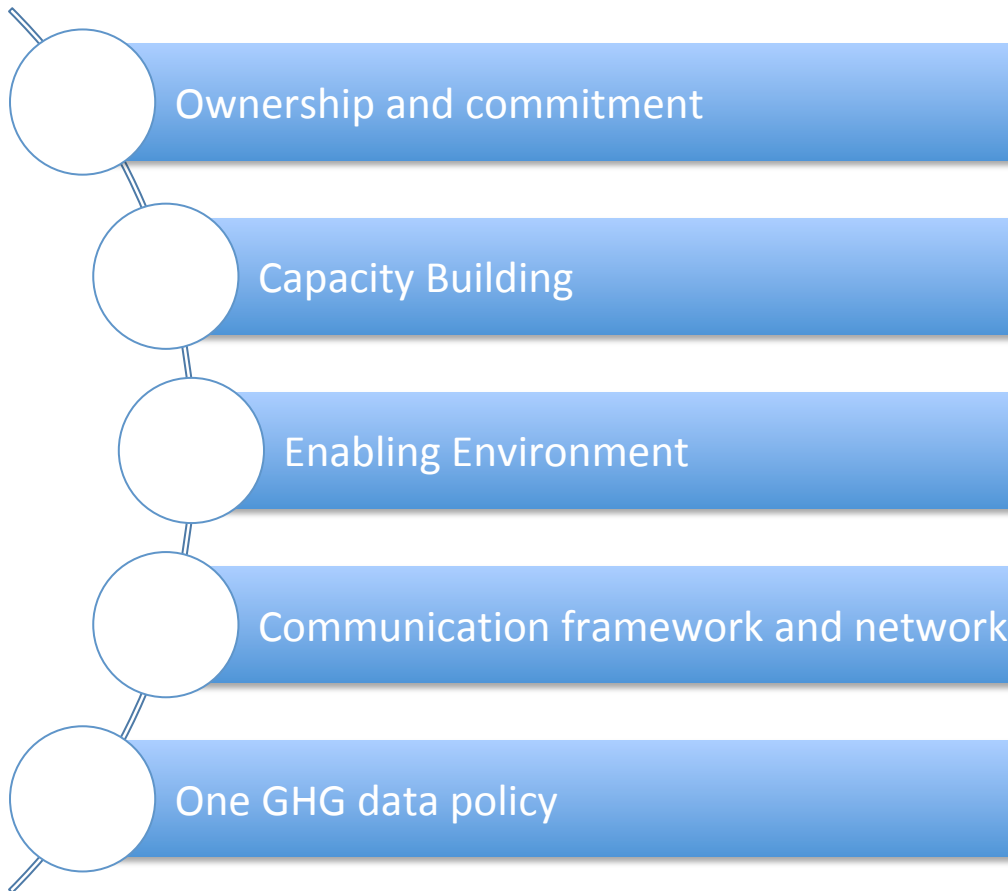 Ownership and commitment
Capacity Building
Enabling Environment
Communication framework and network
One GHG data policy